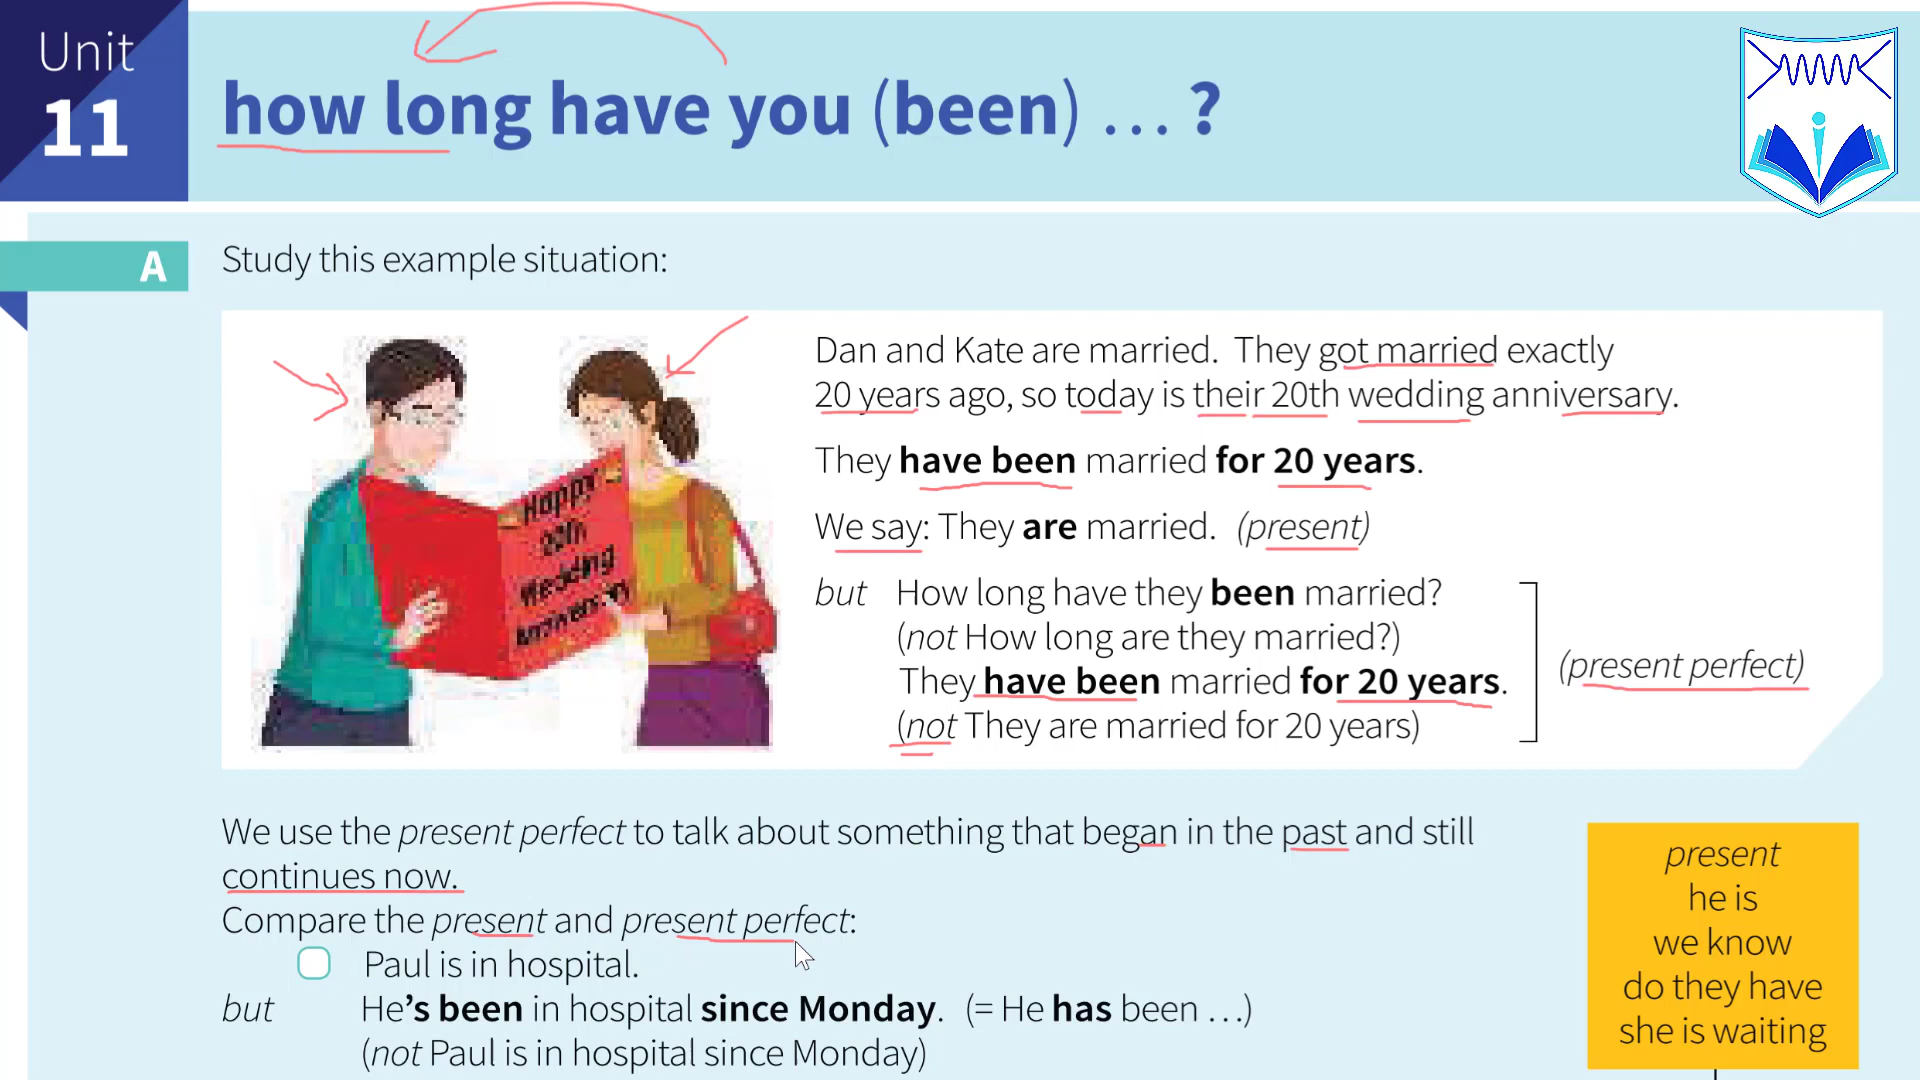 Unit
11
how long have you (been) … ?
A
Study this example situation:
Happy
20th
Wedding
Anniversary
Dan and Kate are married. They got married exactly
20 years ago, so today is their 20th wedding anniversary.
They have been married for 20 years.
We say: They are married. (present)
but How long have they been married?
(not How long are they married?)
They have been married for 20 years.
(not They are married for 20 years)
(present perfect)
We use the present perfect to talk about something that began in the past and still
continues now.
Compare the present and present perfect:
Paul is in hospital.
but He’s been in hospital since Monday. (= He has been …)
(not Paul is in hospital since Monday)
present
he is
we know
do they have
she is waiting